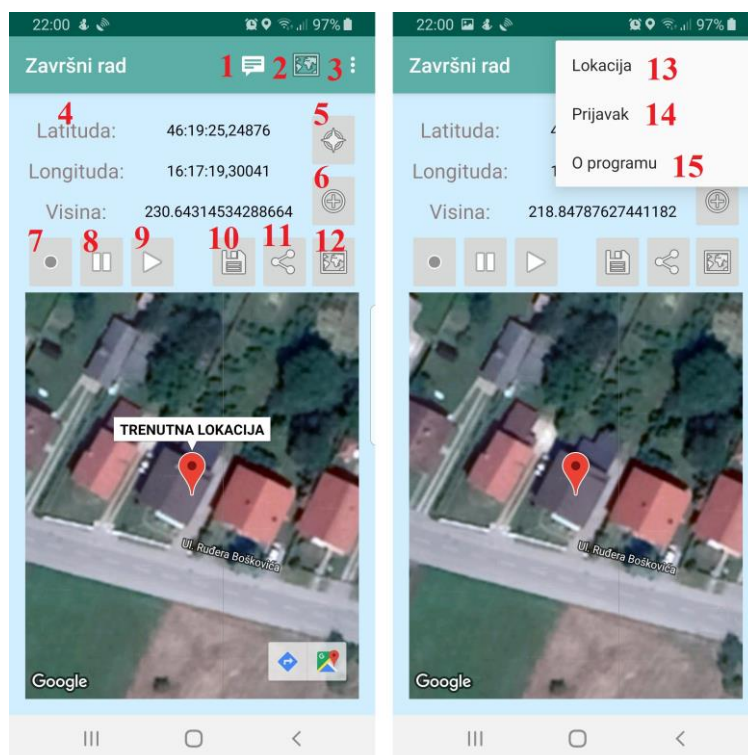 22:00
97%
Završni rad
1
2
3
4
Latituda:
46:19:25,24876
5
Longituda:
16:17:19,30041
6
Visina:
230.64314534288664
7
8
9
10
11
12
TRENUTNA LOKACIJA
Ul. Ruđera Boškovića
Google
22:00
97%
Završni rad
Lokacija
13
Prijavak
14
O programu
15
Latituda:
4
Longituda:
1
Visina:
218.84787627441182
Ul. Ruđera Boškovića
Google